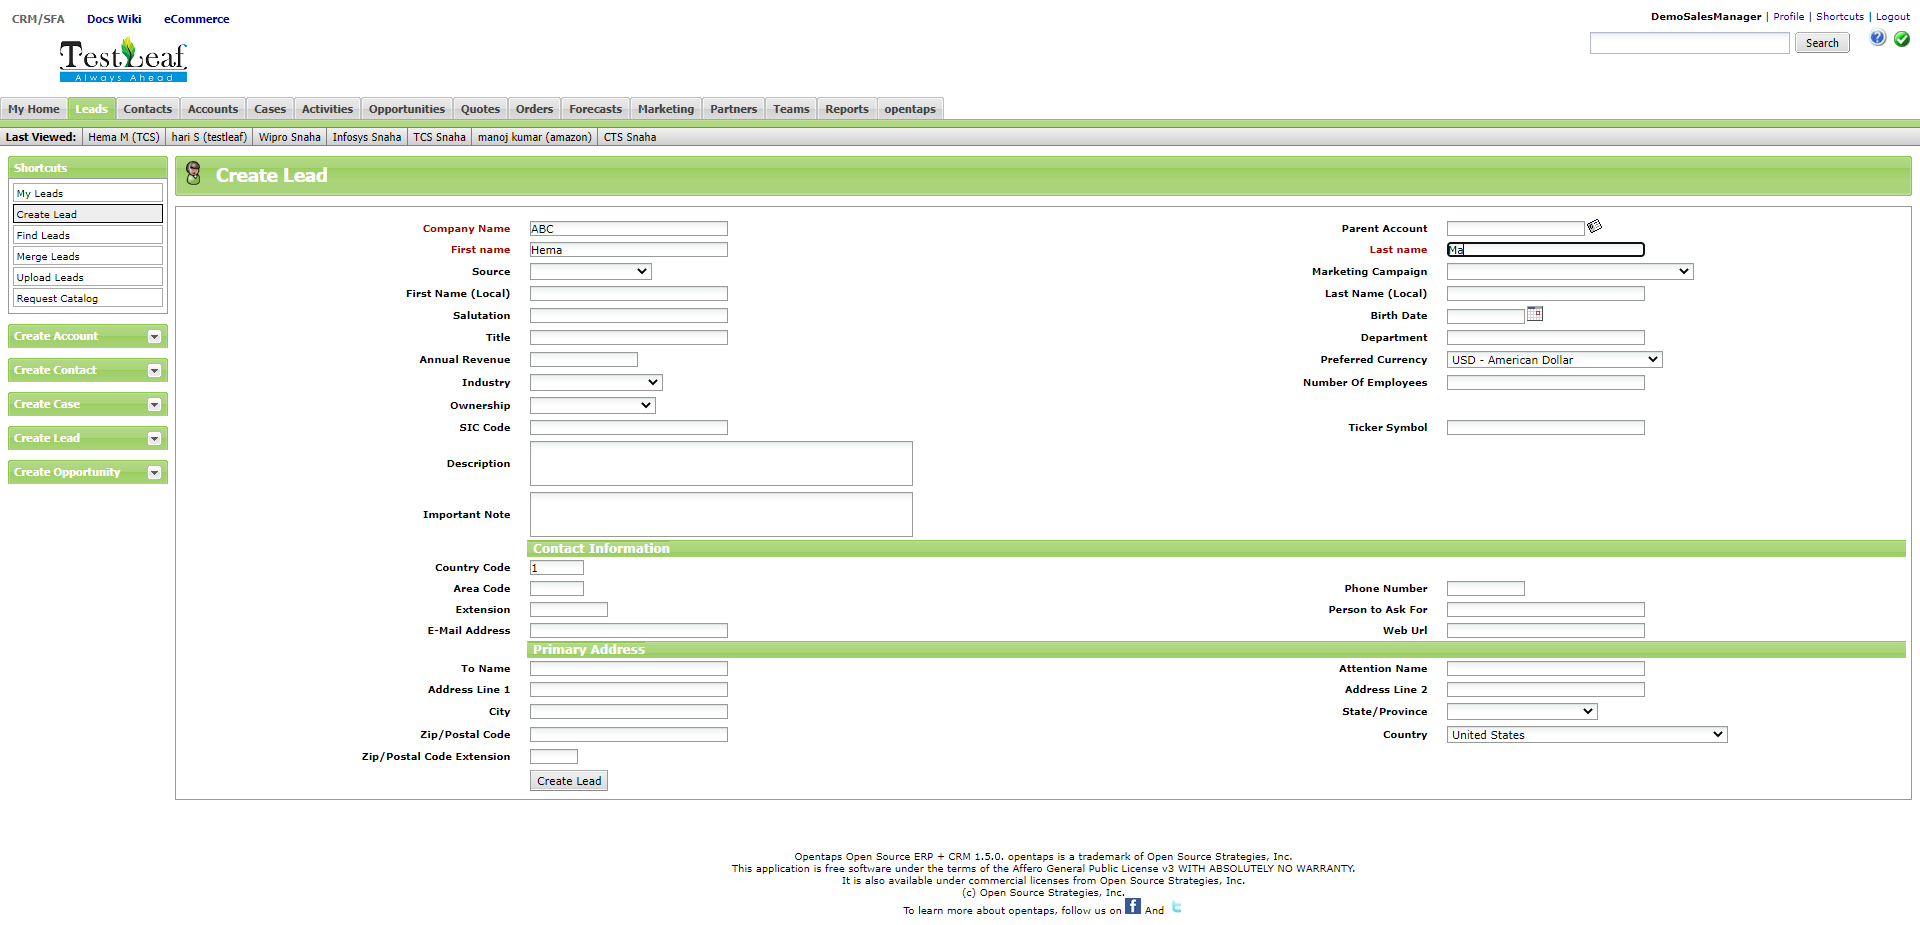 CRM/SFA Docs Wiki eCommerce
DemoSalesManager | Profile | Shortcuts | Logout
TestLeaf
Always Ahead
Search
My Home Leads Contacts Accounts Cases Activities Opportunities Quotes Orders Forecasts Marketing Partners Teams Reports opentaps
Last Viewed: Hema M (TCS) hari S (testleaf) Wipro Snaha Infosys Snaha TCS Snaha manoj kumar (amazon) CTS Snaha
Shortcuts
My Leads
Create Lead
Find Leads
Merge Leads
Upload Leads
Request Catalog
Create Account
Create Contact
Create Case
Create Lead
Create Opportunity
Create Lead
Company Name ABC Parent Account
First name Hema Last name Ma
Source Marketing Campaign
First Name (Local) Last Name (Local)
Salutation Birth Date
Title Department
Annual Revenue Preferred Currency USD - American Dollar
Industry Number Of Employees
Ownership
SIC Code Ticker Symbol
Description
Important Note
Contact Information
Country Code 1
Area Code Phone Number
Extension Person to Ask For
E-Mail Address Web Url
Primary Address
To Name Attention Name
Address Line 1 Address Line 2
City State/Province
Zip/Postal Code Country United States
Zip/Postal Code Extension
Create Lead
Opentaps Open Source ERP + CRM 1.5.0. opentaps is a trademark of Open Source Strategies, Inc.
This application is free software under the terms of the Affero General Public License v3 WITH ABSOLUTELY NO WARRANTY.
It is also available under commercial licenses from Open Source Strategies, Inc.
(c) Open Source Strategies, Inc.
To learn more about opentaps, follow us on f And t